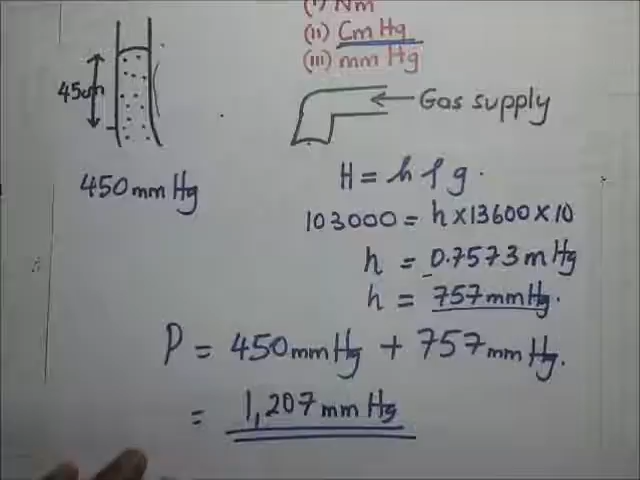 (i) Nm
(ii) Cm Hg
(iii) mm Hg
45cm
Gas supply
450 mm Hg
H = h ρ g.
103000 = h x 13600 x 10
h = 0.7573 m Hg
h = 757 mm Hg.
P = 450 mm Hg + 757 mm Hg.
= 1,207 mm Hg